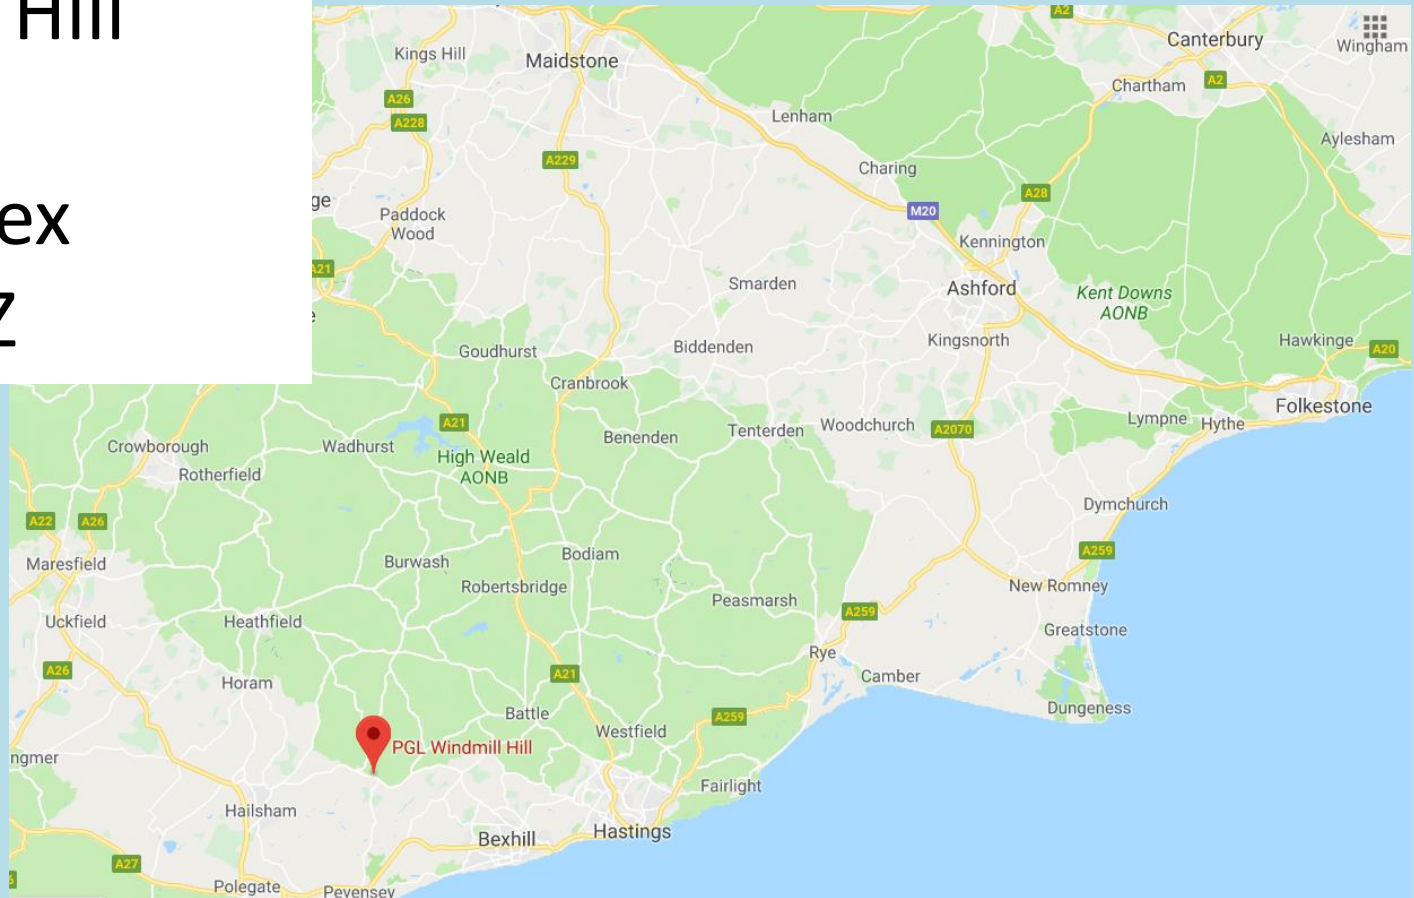 Hill
ex
Z
Kings Hill
Maidstone
A2
Canterbury
Wingham
A26
A228
A2
Chartham
Lenham
A229
Aylesham
Charing
ge
A28
M20
Paddock
Wood
Kennington
A21
Smarden
Ashford
Kent Downs
AONB
Kingsnorth
Hawkinge
A20
Goudhurst
Biddenden
Cranbrook
Folkestone
A21
Lympne
Hythe
Woodchurch
A2070
Tenterden
Benenden
Crowborough
Wadhurst
High Weald
AONB
Rotherfield
Dymchurch
A22
A26
A259
Maresfield
Burwash
Bodiam
Robertsbridge
New Romney
Peasmarsh
A259
Uckfield
Heathfield
Greatstone
Rye
A26
A21
Camber
Horam
Dungeness
Battle
A259
Westfield
PGL Windmill Hill
ngmer
Fairlight
Hailsham
Hastings
Bexhill
A27
Polegate
Pevensey